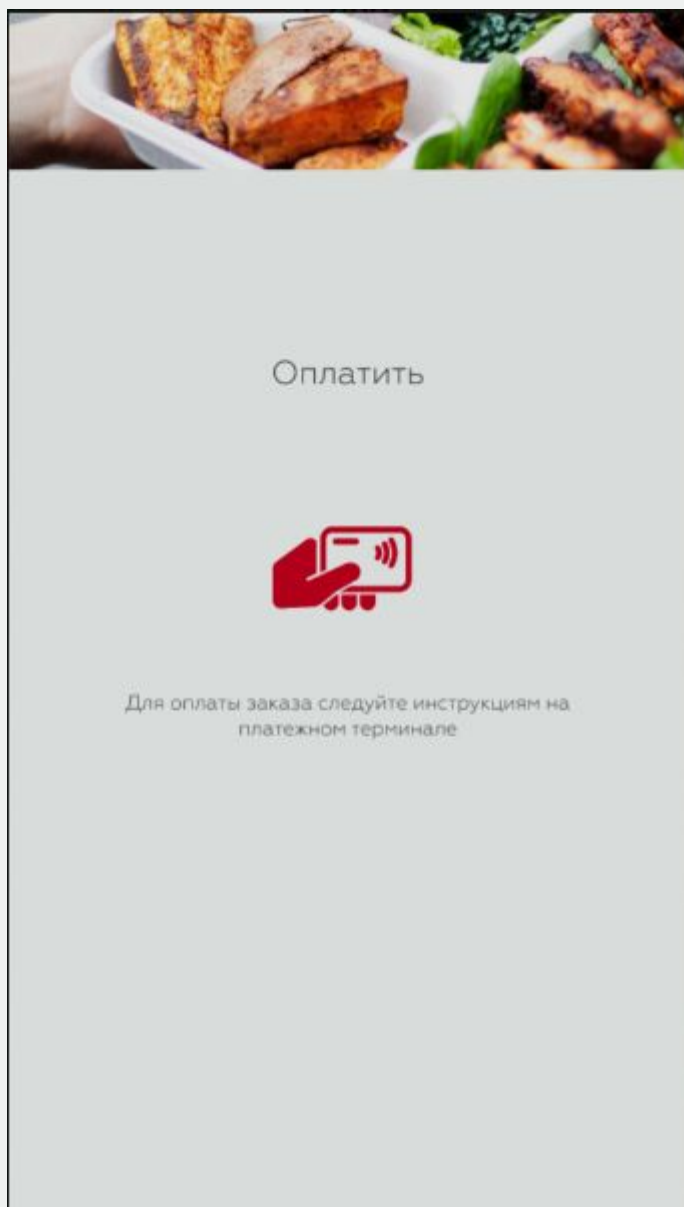 Оплатить
Для оплаты заказа следуйте инструкциям на
платежном терминале